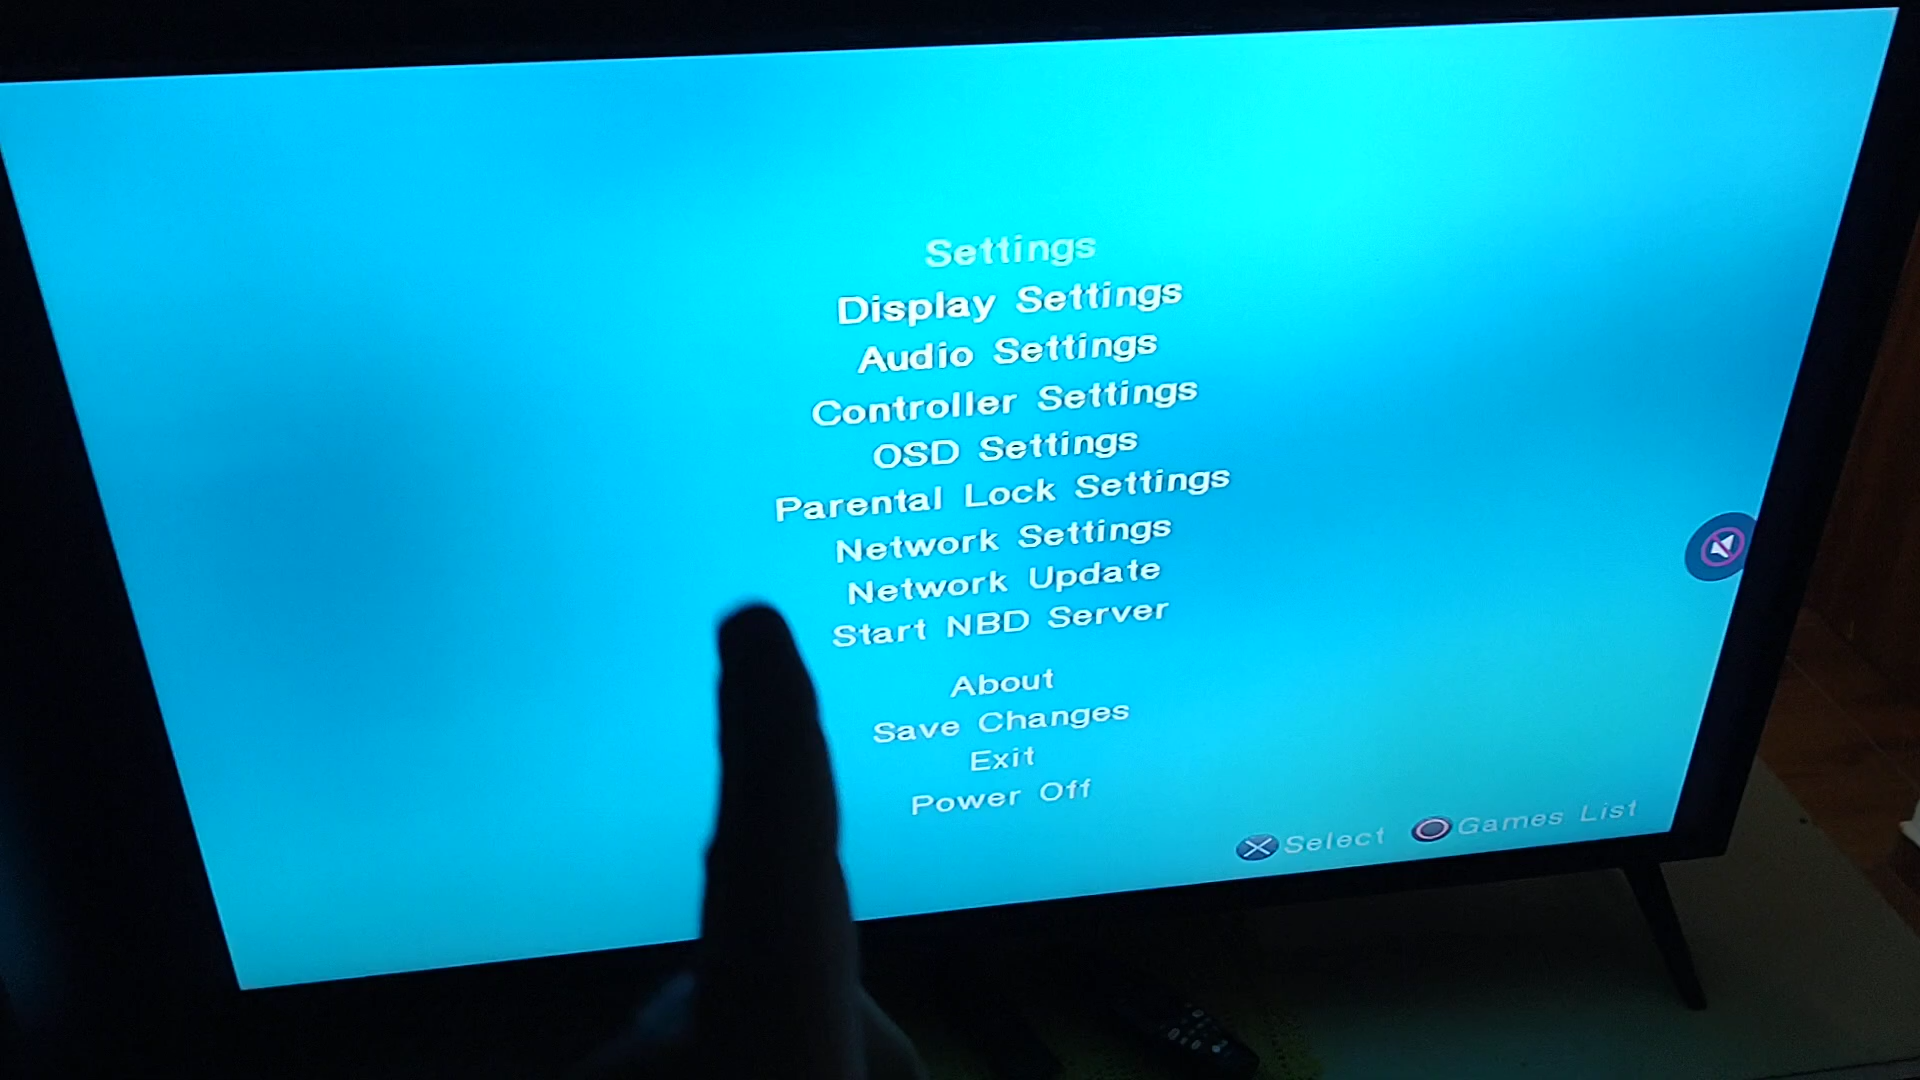 Settings
Display Settings
Audio Settings
Controller Settings
OSD Settings
Parental Lock Settings
Network Settings
Network Update
Start NBD Server
About
Save Changes
Exit
Power Off
Select Games List